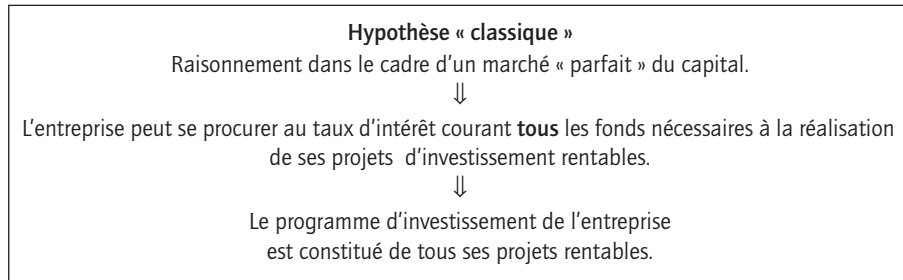 Hypothèse « classique »
Raisonnement dans le cadre d'un marché « parfait » du capital.
⇓
L'entreprise peut se procurer au taux d'intérêt courant tous les fonds nécessaires à la réalisation
de ses projets d'investissement rentables.
⇓
Le programme d'investissement de l'entreprise
est constitué de tous ses projets rentables.